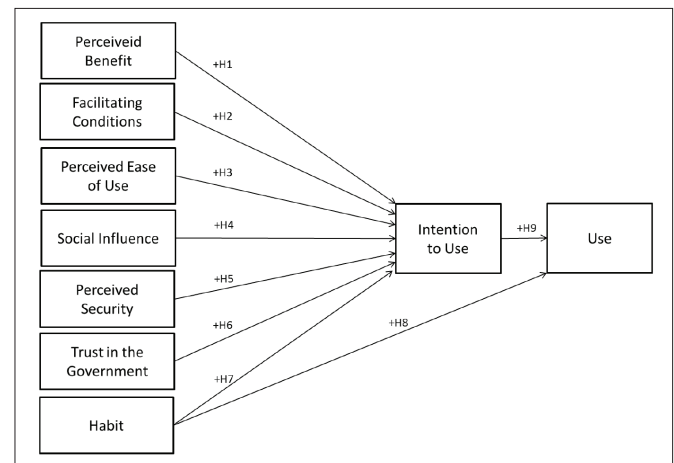 Perceiveid
Benefit
+H1
Facilitating
Conditions
+H2
Perceived Ease
of Use
+H3
Social Influence
+H4
Perceived
Security
+H5
Trust in the
Government
+H6
Habit
+H7
+H8
Intention
to Use
+H9
Use